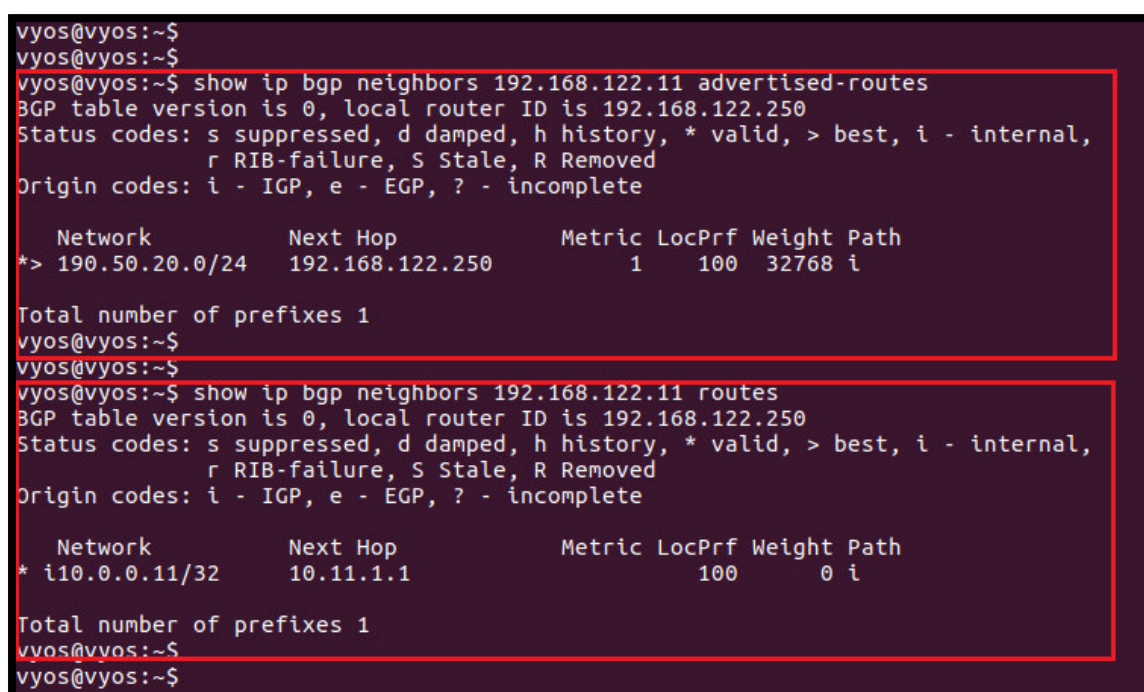 vyos@vyos:~$
vyos@vyos:~$
vyos@vyos:~$ show ip bgp neighbors 192.168.122.11 advertised-routes
BGP table version is 0, local router ID is 192.168.122.250
Status codes: s suppressed, d damped, h history, * valid, > best, i - internal,
              r RIB-failure, S Stale, R Removed
Origin codes: i - IGP, e - EGP, ? - incomplete
   Network          Next Hop            Metric LocPrf Weight Path
*> 190.50.20.0/24   192.168.122.250          1    100  32768 i
Total number of prefixes 1
vyos@vyos:~$
vyos@vyos:~$
vyos@vyos:~$ show ip bgp neighbors 192.168.122.11 routes
BGP table version is 0, local router ID is 192.168.122.250
Status codes: s suppressed, d damped, h history, * valid, > best, i - internal,
              r RIB-failure, S Stale, R Removed
Origin codes: i - IGP, e - EGP, ? - incomplete
   Network          Next Hop            Metric LocPrf Weight Path
* i10.0.0.11/32     10.11.1.1                     100      0 i
Total number of prefixes 1
vyos@vyos:~$
vyos@vyos:~$